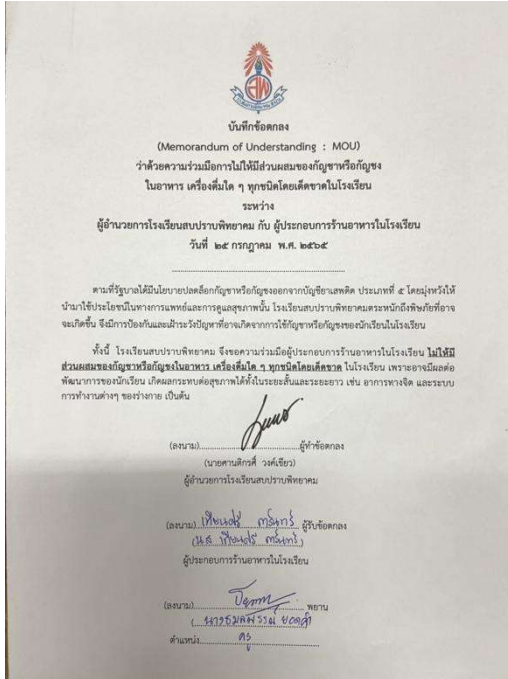 บันทึกข้อตกลง
(Memorandum of Understanding : MOU)
ว่าด้วยความร่วมมือการไม่ให้มีส่วนผสมของกัญชาหรือกัญชง
ในอาหาร เครื่องดื่มใด ๆ ทุกชนิดโดยเด็ดขาดในโรงเรียน
ระหว่าง
ผู้อำนวยการโรงเรียนสบปราบพิทยาคม กับ ผู้ประกอบการร้านอาหารในโรงเรียน
วันที่ ๒๕ กรกฎาคม พ.ศ. ๒๕๖๕
ตามที่รัฐบาลได้มีนโยบายปลดล็อกกัญชาหรือกัญชงออกจากบัญชียาเสพติด ประเภทที่ ๕ โดยมุ่งหวังให้
นำมาใช้ประโยชน์ในทางการแพทย์และการดูแลสุขภาพนั้น โรงเรียนสบปราบพิทยาคมตระหนักถึงพิษภัยที่อาจ
จะเกิดขึ้น จึงมีการป้องกันและเฝ้าระวังปัญหาที่อาจเกิดจากการใช้กัญชาหรือกัญชงของนักเรียนในโรงเรียน
ทั้งนี้ โรงเรียนสบปราบพิทยาคม จึงขอความร่วมมือผู้ประกอบการร้านอาหารในโรงเรียน ไม่ให้มี
ส่วนผสมของกัญชาหรือกัญชงในอาหาร เครื่องดื่มใด ๆ ทุกชนิดโดยเด็ดขาด ในโรงเรียน เพราะอาจมีผลต่อ
พัฒนาการของนักเรียน เกิดผลกระทบต่อสุขภาพได้ทั้งในระยะสั้นและระยะยาว เช่น อาการทางจิต และระบบ
การทำงานต่างๆ ของร่างกาย เป็นต้น
(ลงนาม)..............................ผู้ทำข้อตกลง
(นายศานติกรศิ์ วงค์เขียว)
ผู้อำนวยการโรงเรียนสบปราบพิทยาคม
(ลงนาม) ผู้รับข้อตกลง
(น.ส.
ผู้ประกอบการร้านอาหารในโรงเรียน
(ลงนาม)..............................พยาน
(นางธมลพรรณ์ ยอดคำ
ตำแหน่ง ครู